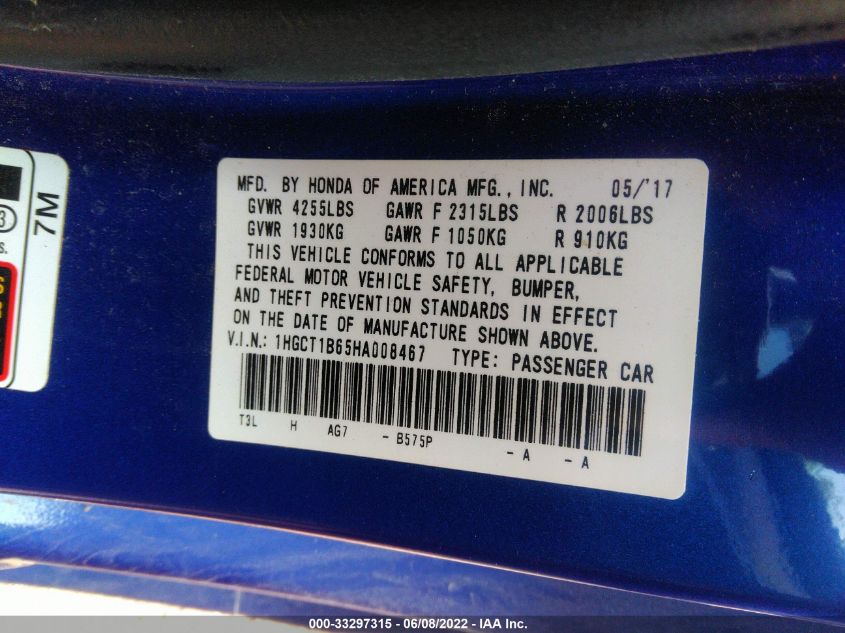 MFD. BY HONDA OF AMERICA MFG., INC. 05/'17
GVWR 4255LBS GAWR F 2315LBS R 2006LBS
GVWR 1930KG GAWR F 1050KG R 910KG
THIS VEHICLE CONFORMS TO ALL APPLICABLE
FEDERAL MOTOR VEHICLE SAFETY, BUMPER,
AND THEFT PREVENTION STANDARDS IN EFFECT
ON THE DATE OF MANUFACTURE SHOWN ABOVE.
V.I.N.: 1HGCT1B65HA008467 TYPE: PASSENGER CAR
T3L H AG7 - B575P - A - A
7M
3
s.
S
000-33297315 / 06/08/2022 - IAA Inc.